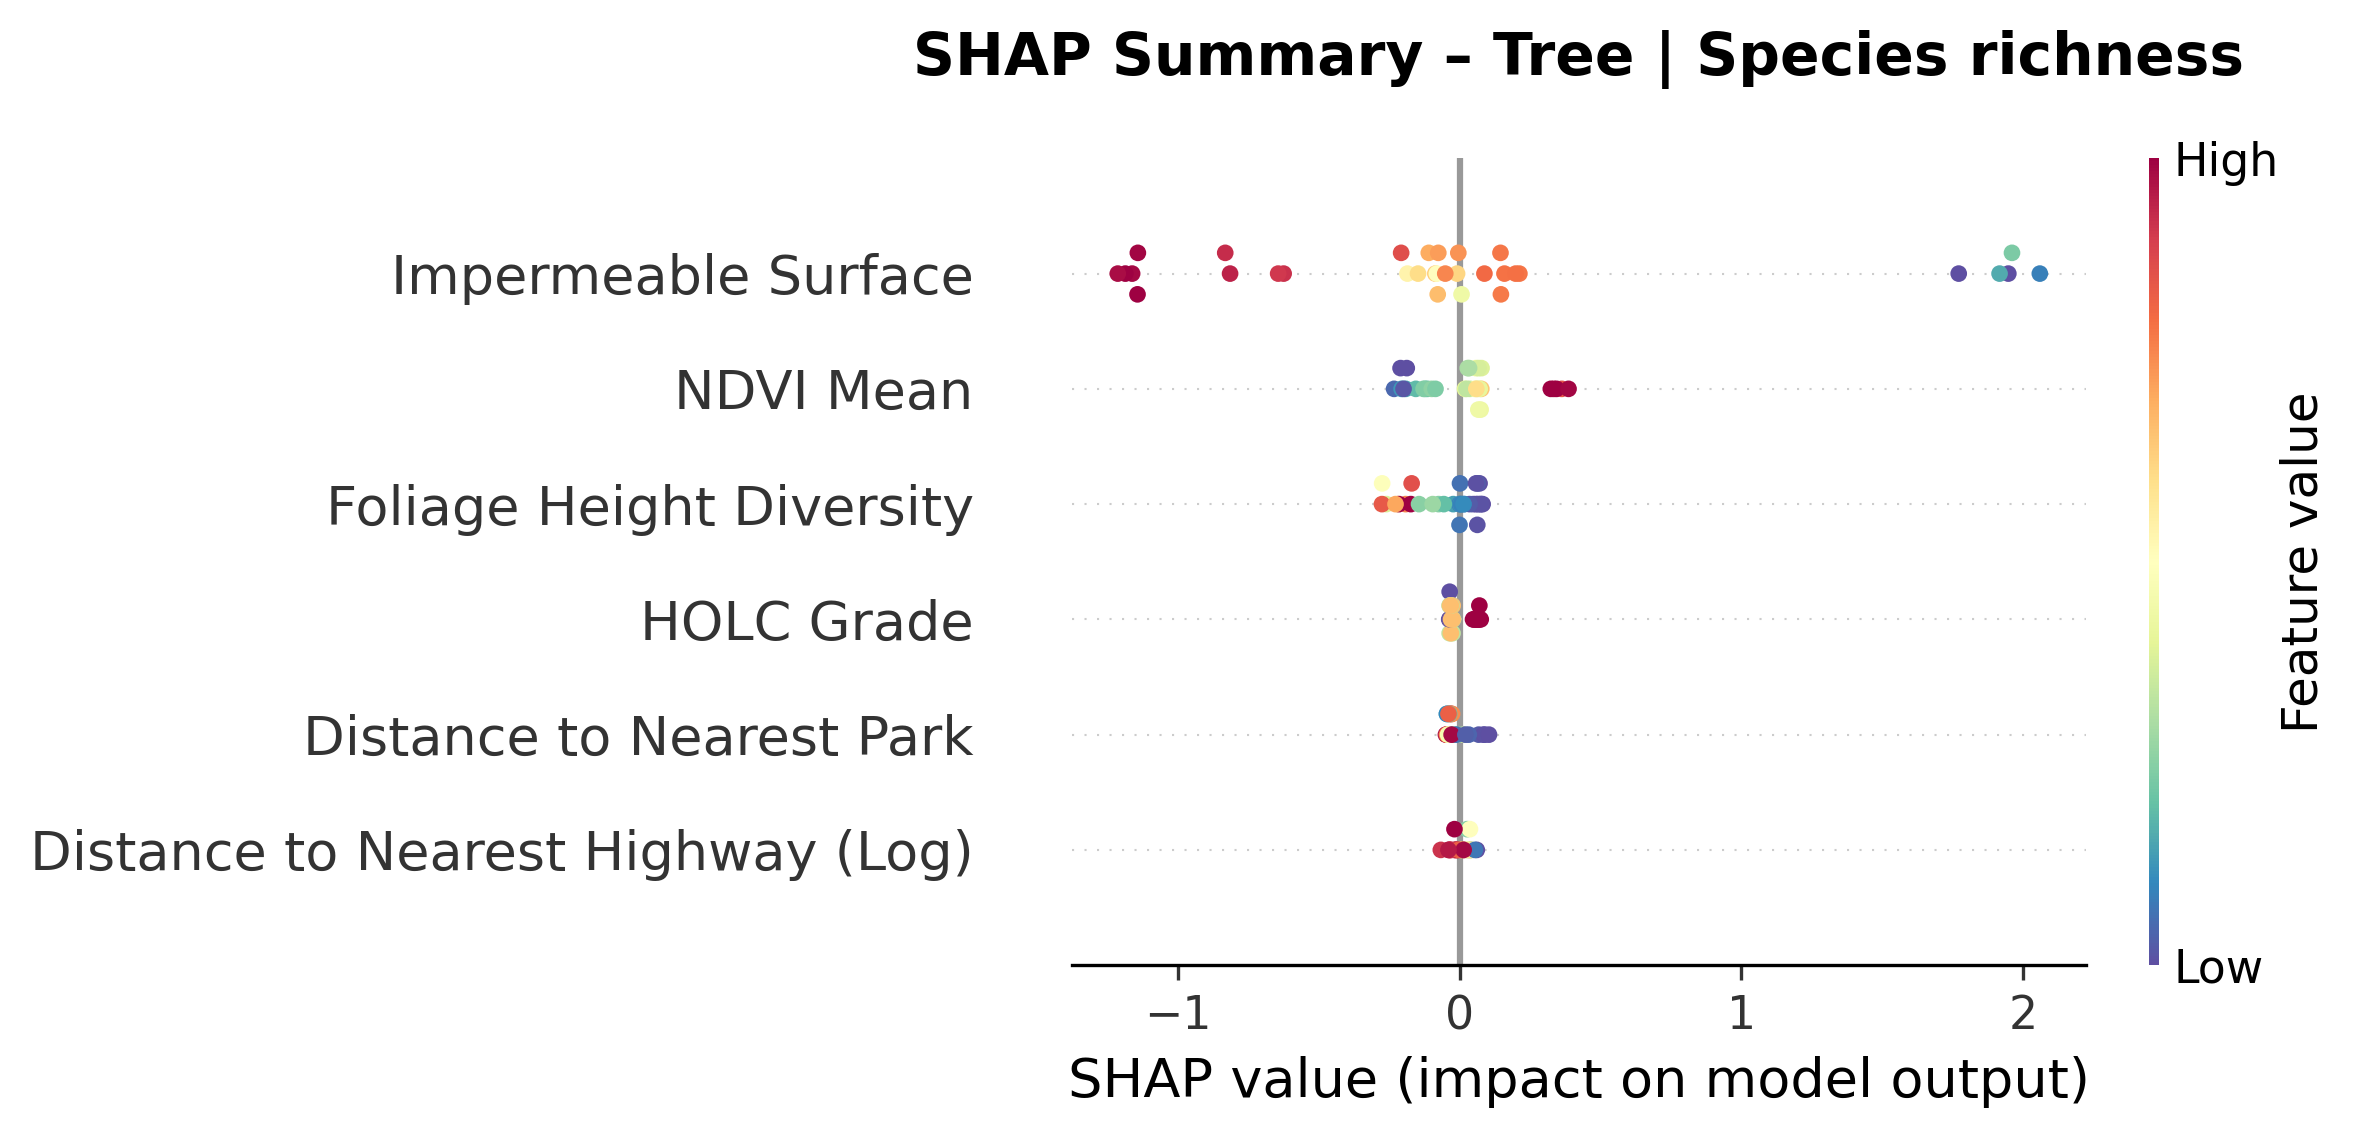 SHAP Summary – Tree | Species richness
High
Impermeable Surface
NDVI Mean
Foliage Height Diversity
HOLC Grade
Distance to Nearest Park
Distance to Nearest Highway (Log)
Feature value
Low
−1 0 1 2
SHAP value (impact on model output)